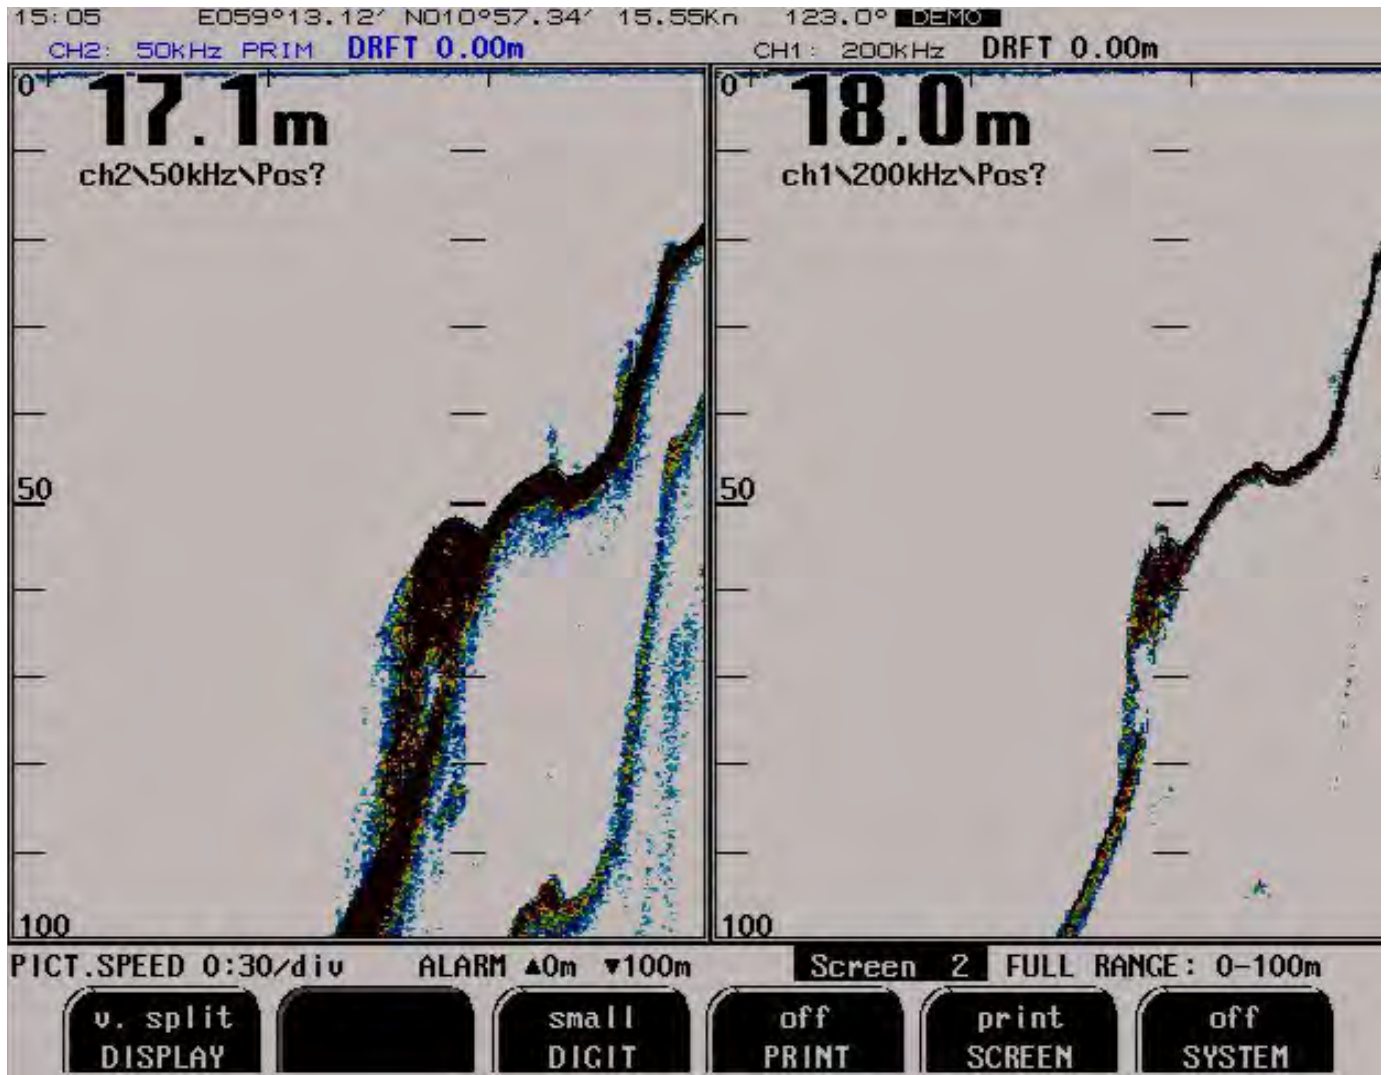 15:05 E059°13.12′ N010°57.34′ 15.55Kn 123.0° DEMO
CH2: 50KHz PRIM DRFT 0.00m
CH1: 200KHz DRFT 0.00m
0
17.1m
ch2\50kHz\Pos?
50
100
0
18.0m
ch1\200kHz\Pos?
50
100
PICT.SPEED 0:30/div ALARM ▲0m ▼100m Screen 2 FULL RANGE: 0-100m
v. split
DISPLAY
small
DIGIT
off
PRINT
print
SCREEN
off
SYSTEM